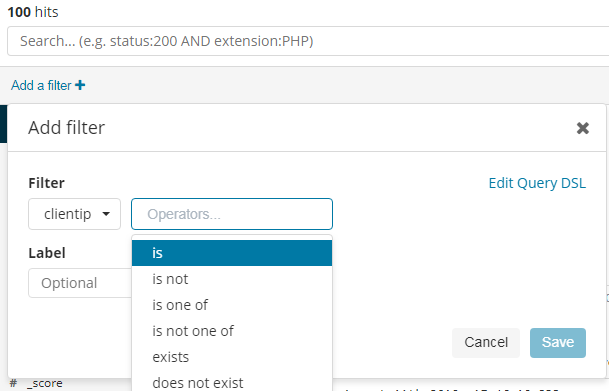 100 hits
Search... (e.g. status:200 AND extension:PHP)
Add a filter +
Add filter
Filter
Edit Query DSL
clientip
Operators...
Label
is
Optional
is not
is one of
is not one of
exists
does not exist
Cancel
Save
# _score